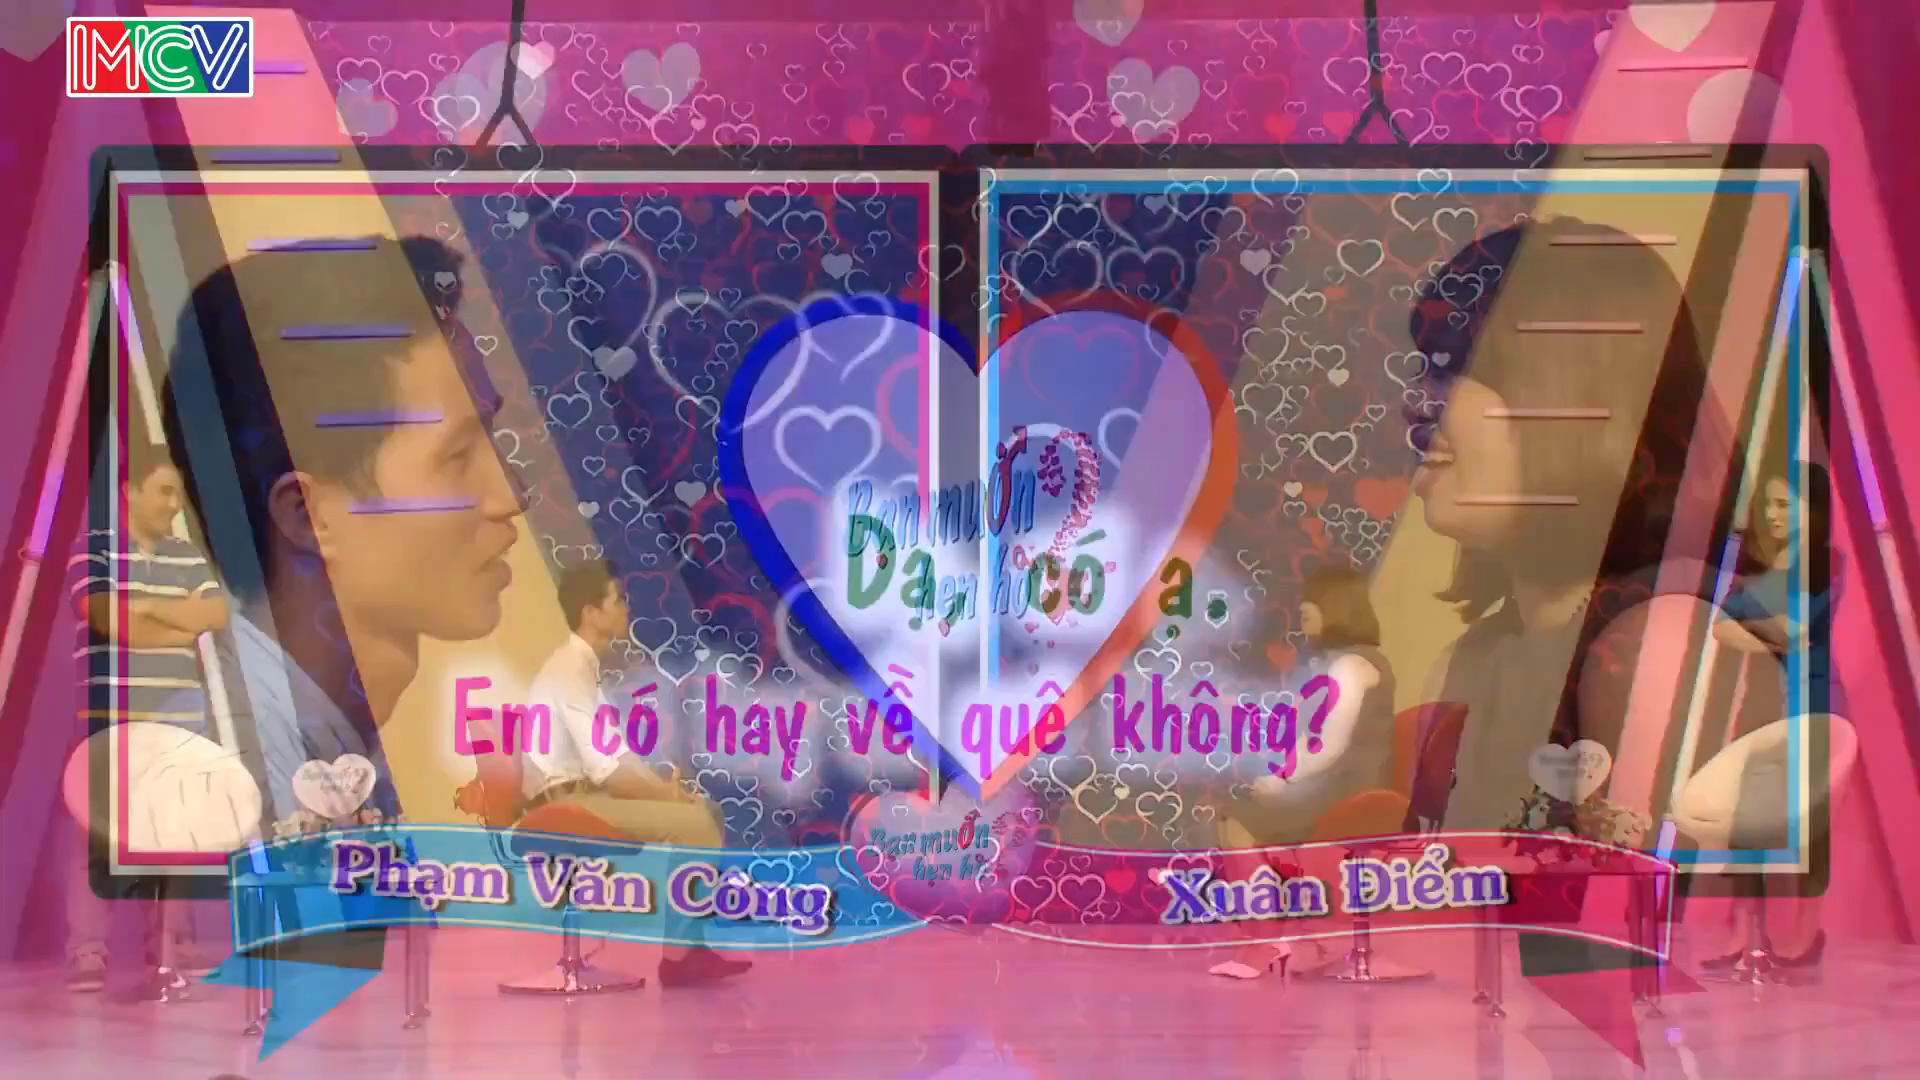 MCV
Bạn muốn
hẹn hò
Dạ, có ạ.
Em có hay về quê không?
Bạn muốn
hẹn hò
Phạm Văn Công
Xuân Điểm